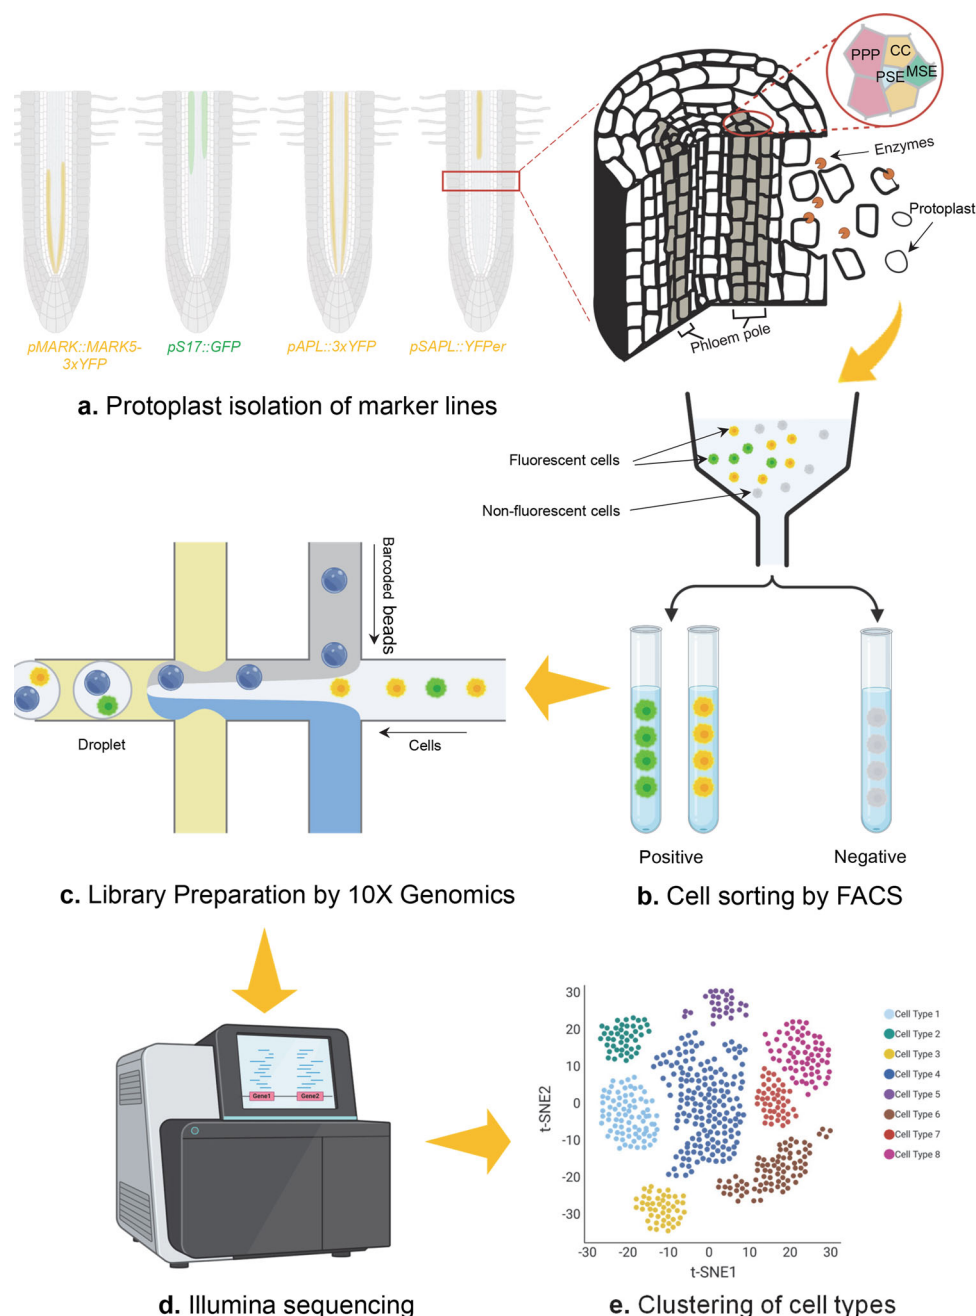 PPP
CC
PSE
MSE
Enzymes
Protoplast
Phloem pole
pMARK::MARK5-
3xYFP
pS17::GFP
pAPL::3xYFP
pSAPL::YFPer
a. Protoplast isolation of marker lines
Fluorescent cells
Non-fluorescent cells
Positive
Negative
b. Cell sorting by FACS
Barcoded
beads
Droplet
Cells
c. Library Preparation by 10X Genomics
Gene1
Gene2
d. Illumina sequencing
30
20
10
0
-10
-20
-30
t-SNE2
-30 -20 -10 0 10 20 30
t-SNE1
Cell Type 1
Cell Type 2
Cell Type 3
Cell Type 4
Cell Type 5
Cell Type 6
Cell Type 7
Cell Type 8
e. Clustering of cell types